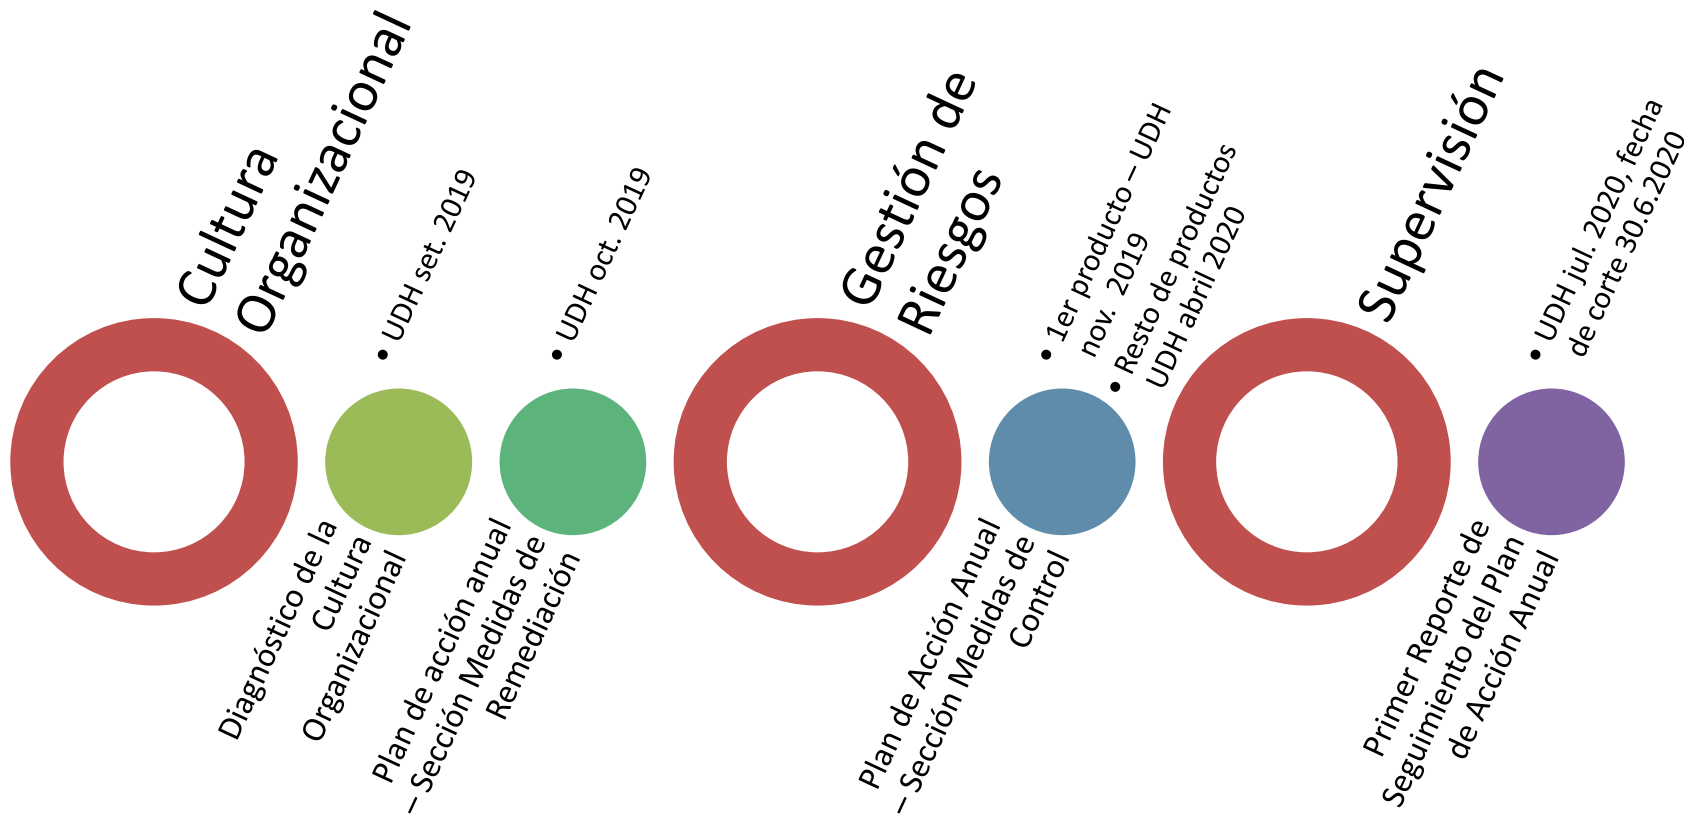 Cultura
Organizacional
• UDH set. 2019
Diagnóstico de la
Cultura
Organizacional
• UDH oct. 2019
Plan de acción anual
– Sección Medidas de
Remediación
Gestión de
Riesgos
• 1er producto – UDH
nov. 2019
• Resto de productos
UDH abril 2020
Plan de Acción Anual
– Sección Medidas de
Control
Supervisión
• UDH jul. 2020, fecha
de corte 30.6.2020
Primer Reporte de
Seguimiento del Plan
de Acción Anual